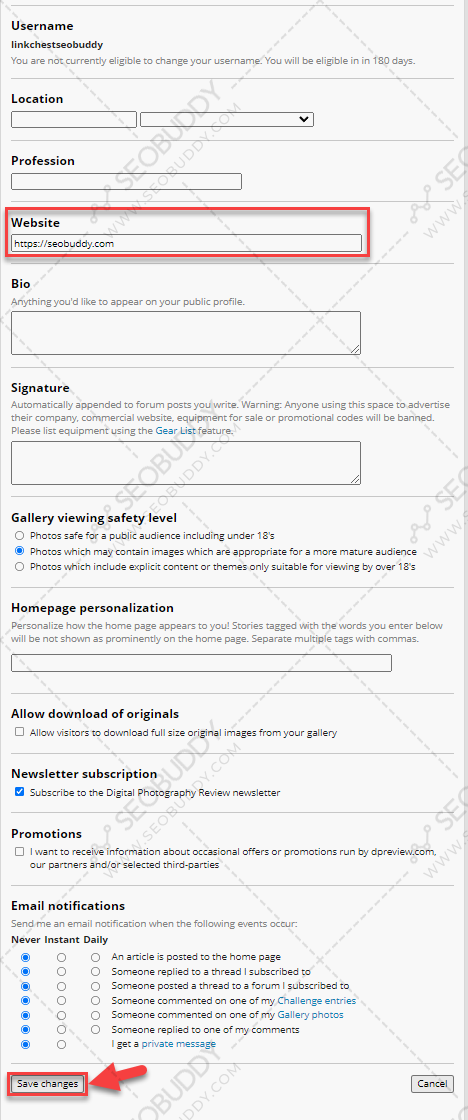 Username
linkchestseobuddy
You are not currently eligible to change your username. You will be eligible in in 180 days.
Location
Profession
Website
https://seobuddy.com
Bio
Anything you'd like to appear on your public profile.
Signature
Automatically appended to forum posts you write. Warning: Anyone using this space to advertise
their company, commercial website, equipment for sale or promotional codes will be banned.
Please list equipment using the Gear List feature.
Gallery viewing safety level
Photos safe for a public audience including under 18's
Photos which may contain images which are appropriate for a more mature audience
Photos which include explicit content or themes only suitable for viewing by over 18's
Homepage personalization
Personalize how the home page appears to you! Stories tagged with the words you enter below
will be not shown as prominently on the home page. Separate multiple tags with commas.
Allow download of originals
Allow visitors to download full size original images from your gallery
Newsletter subscription
Subscribe to the Digital Photography Review newsletter
Promotions
I want to receive information about occasional offers or promotions run by dpreview.com,
our partners and/or selected third-parties
Email notifications
Send me an email notification when the following events occur:
Never Instant Daily
An article is posted to the home page
Someone replied to a thread I subscribed to
Someone posted a thread to a forum I subscribed to
Someone commented on one of my Challenge entries
Someone commented on one of my Gallery photos
Someone replied to one of my comments
I get a private message
Save changes Cancel
SEOBUDDY
WWW.SEOBUDDY.COM
SEOBUDDY
WWW.SEOBUDDY.COM
SEOBUDDY
WWW.SEOBUDDY.COM
SEOBUDDY